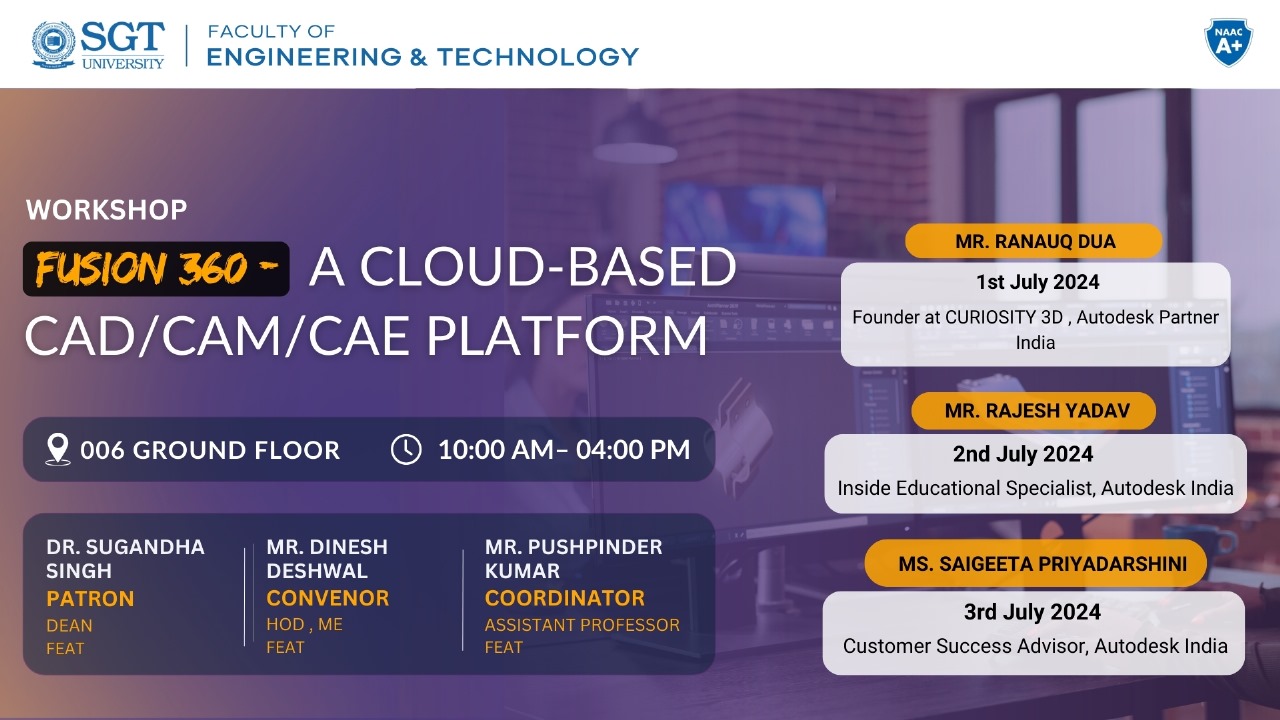 SGT
UNIVERSITY
FACULTY OF
ENGINEERING & TECHNOLOGY
NAAC
A+
WORKSHOP
FUSION 360 - A CLOUD-BASED
CAD/CAM/CAE PLATFORM
006 GROUND FLOOR
10:00 AM– 04:00 PM
DR. SUGANDHA
SINGH
PATRON
DEAN
FEAT
MR. DINESH
DESHWAL
CONVENOR
HOD , ME
FEAT
MR. PUSHPINDER
KUMAR
COORDINATOR
ASSISTANT PROFESSOR
FEAT
MR. RANAUQ DUA
1st July 2024
Founder at CURIOSITY 3D , Autodesk Partner
India
MR. RAJESH YADAV
2nd July 2024
Inside Educational Specialist, Autodesk India
MS. SAIGEETA PRIYADARSHINI
3rd July 2024
Customer Success Advisor, Autodesk India